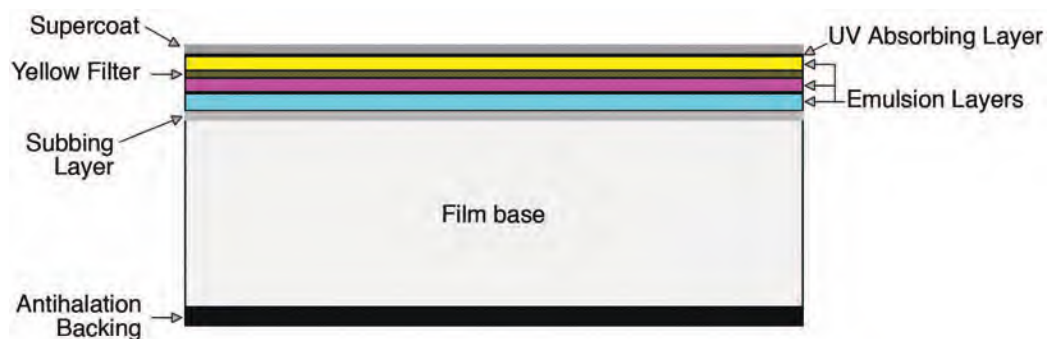 Supercoat
UV Absorbing Layer
Yellow Filter
Emulsion Layers
Subbing
Layer
Film base
Antihalation
Backing